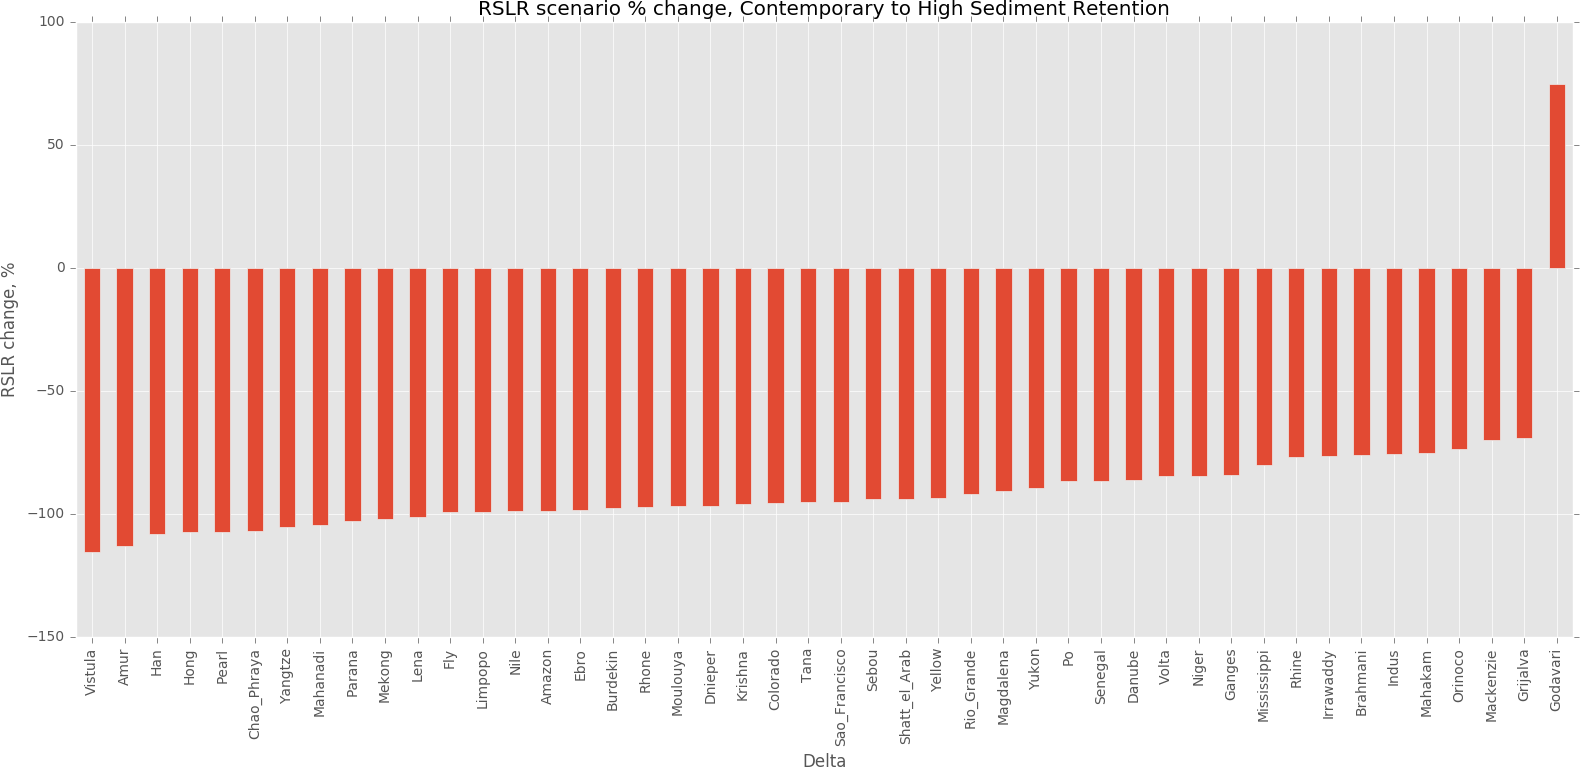 RSLR scenario % change, Contemporary to High Sediment Retention
100
50
0
−50
−100
−150
RSLR change, %
Vistula
Amur
Han
Hong
Pearl
Chao_Phraya
Yangtze
Mahanadi
Parana
Mekong
Lena
Fly
Limpopo
Nile
Amazon
Ebro
Burdekin
Rhone
Moulouya
Dnieper
Krishna
Colorado
Tana
Sao_Francisco
Sebou
Shatt_el_Arab
Yellow
Rio_Grande
Magdalena
Yukon
Po
Senegal
Danube
Volta
Niger
Ganges
Mississippi
Rhine
Irrawaddy
Brahmani
Indus
Mahakam
Orinoco
Mackenzie
Grijalva
Godavari
Delta